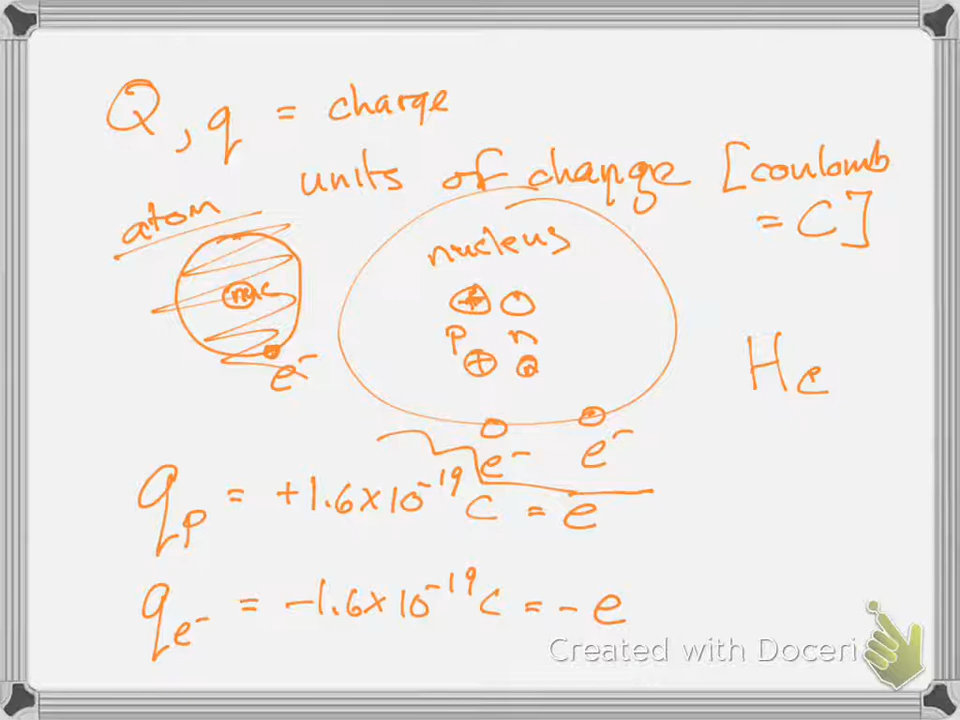 Q, q = charge
units of change [coulomb
= C]
atom
nucleus
nuc
p n
+ n
e⁻
He
e⁻ e⁻
q_p = +1.6×10⁻¹⁹ C = e
q_e⁻ = -1.6×10⁻¹⁹ C = -e
Created with Doceri